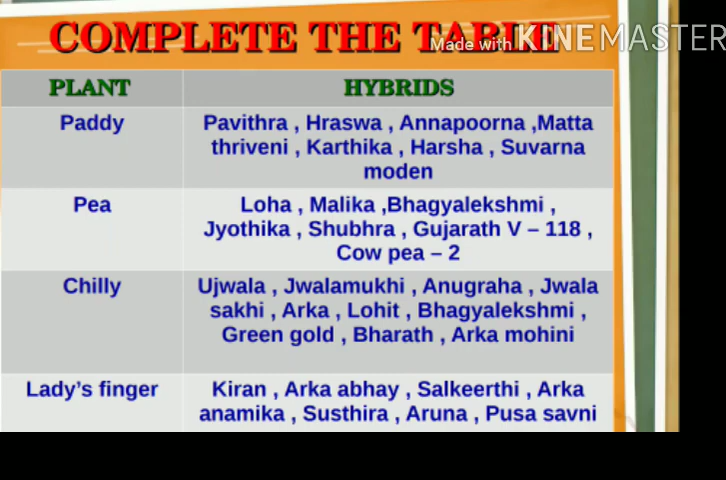 COMPLETE THE TABLE
Made with KINEMASTER
PLANT HYBRIDS
Paddy Pavithra , Hraswa , Annapoorna ,Matta
thriveni , Karthika , Harsha , Suvarna
moden
Pea Loha , Malika ,Bhagyalekshmi ,
Jyothika , Shubhra , Gujarath V – 118 ,
Cow pea – 2
Chilly Ujwala , Jwalamukhi , Anugraha , Jwala
sakhi , Arka , Lohit , Bhagyalekshmi ,
Green gold , Bharath , Arka mohini
Lady’s finger Kiran , Arka abhay , Salkeerthi , Arka
anamika , Susthira , Aruna , Pusa savni